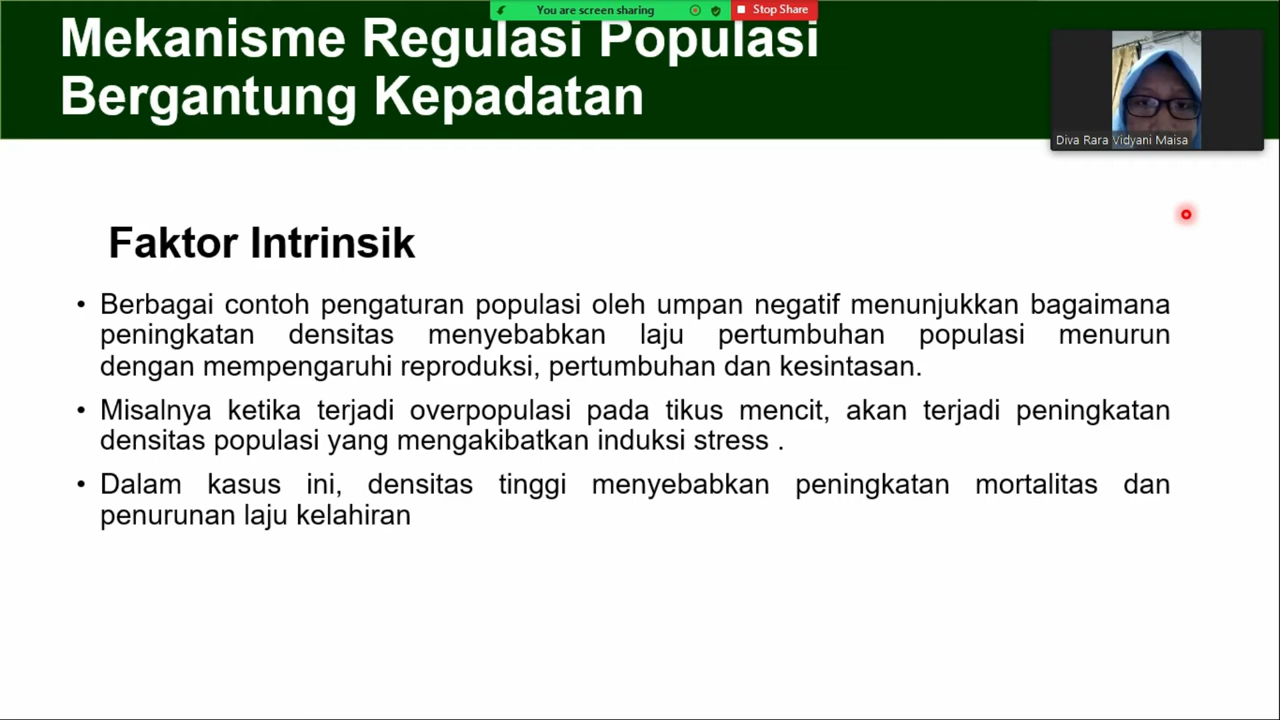 You are screen sharing
Stop Share
Mekanisme Regulasi Populasi
Bergantung Kepadatan
Diva Rara Vidyani Maisa
Faktor Intrinsik
• Berbagai contoh pengaturan populasi oleh umpan negatif menunjukkan bagaimana
peningkatan densitas menyebabkan laju pertumbuhan populasi menurun
dengan mempengaruhi reproduksi, pertumbuhan dan kesintasan.
• Misalnya ketika terjadi overpopulasi pada tikus mencit, akan terjadi peningkatan
densitas populasi yang mengakibatkan induksi stress .
• Dalam kasus ini, densitas tinggi menyebabkan peningkatan mortalitas dan
penurunan laju kelahiran